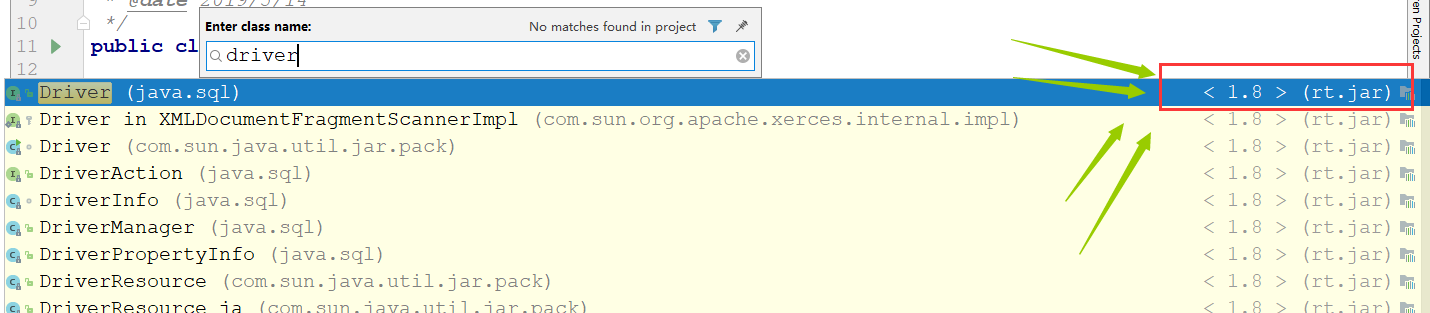 9 * @date 2019/5/14
10 */
11 public cl
12
Enter class name: No matches found in project
driver
Driver (java.sql) < 1.8 > (rt.jar)
Driver in XMLDocumentFragmentScannerImpl (com.sun.org.apache.xerces.internal.impl) < 1.8 > (rt.jar)
Driver (com.sun.java.util.jar.pack) < 1.8 > (rt.jar)
DriverAction (java.sql) < 1.8 > (rt.jar)
DriverInfo (java.sql) < 1.8 > (rt.jar)
DriverManager (java.sql) < 1.8 > (rt.jar)
DriverPropertyInfo (java.sql) < 1.8 > (rt.jar)
DriverResource (com.sun.java.util.jar.pack) < 1.8 > (rt.jar)
DriverResource_ja (com.sun.java.util.jar.pack) < 1.8 > (rt.jar)
Projects